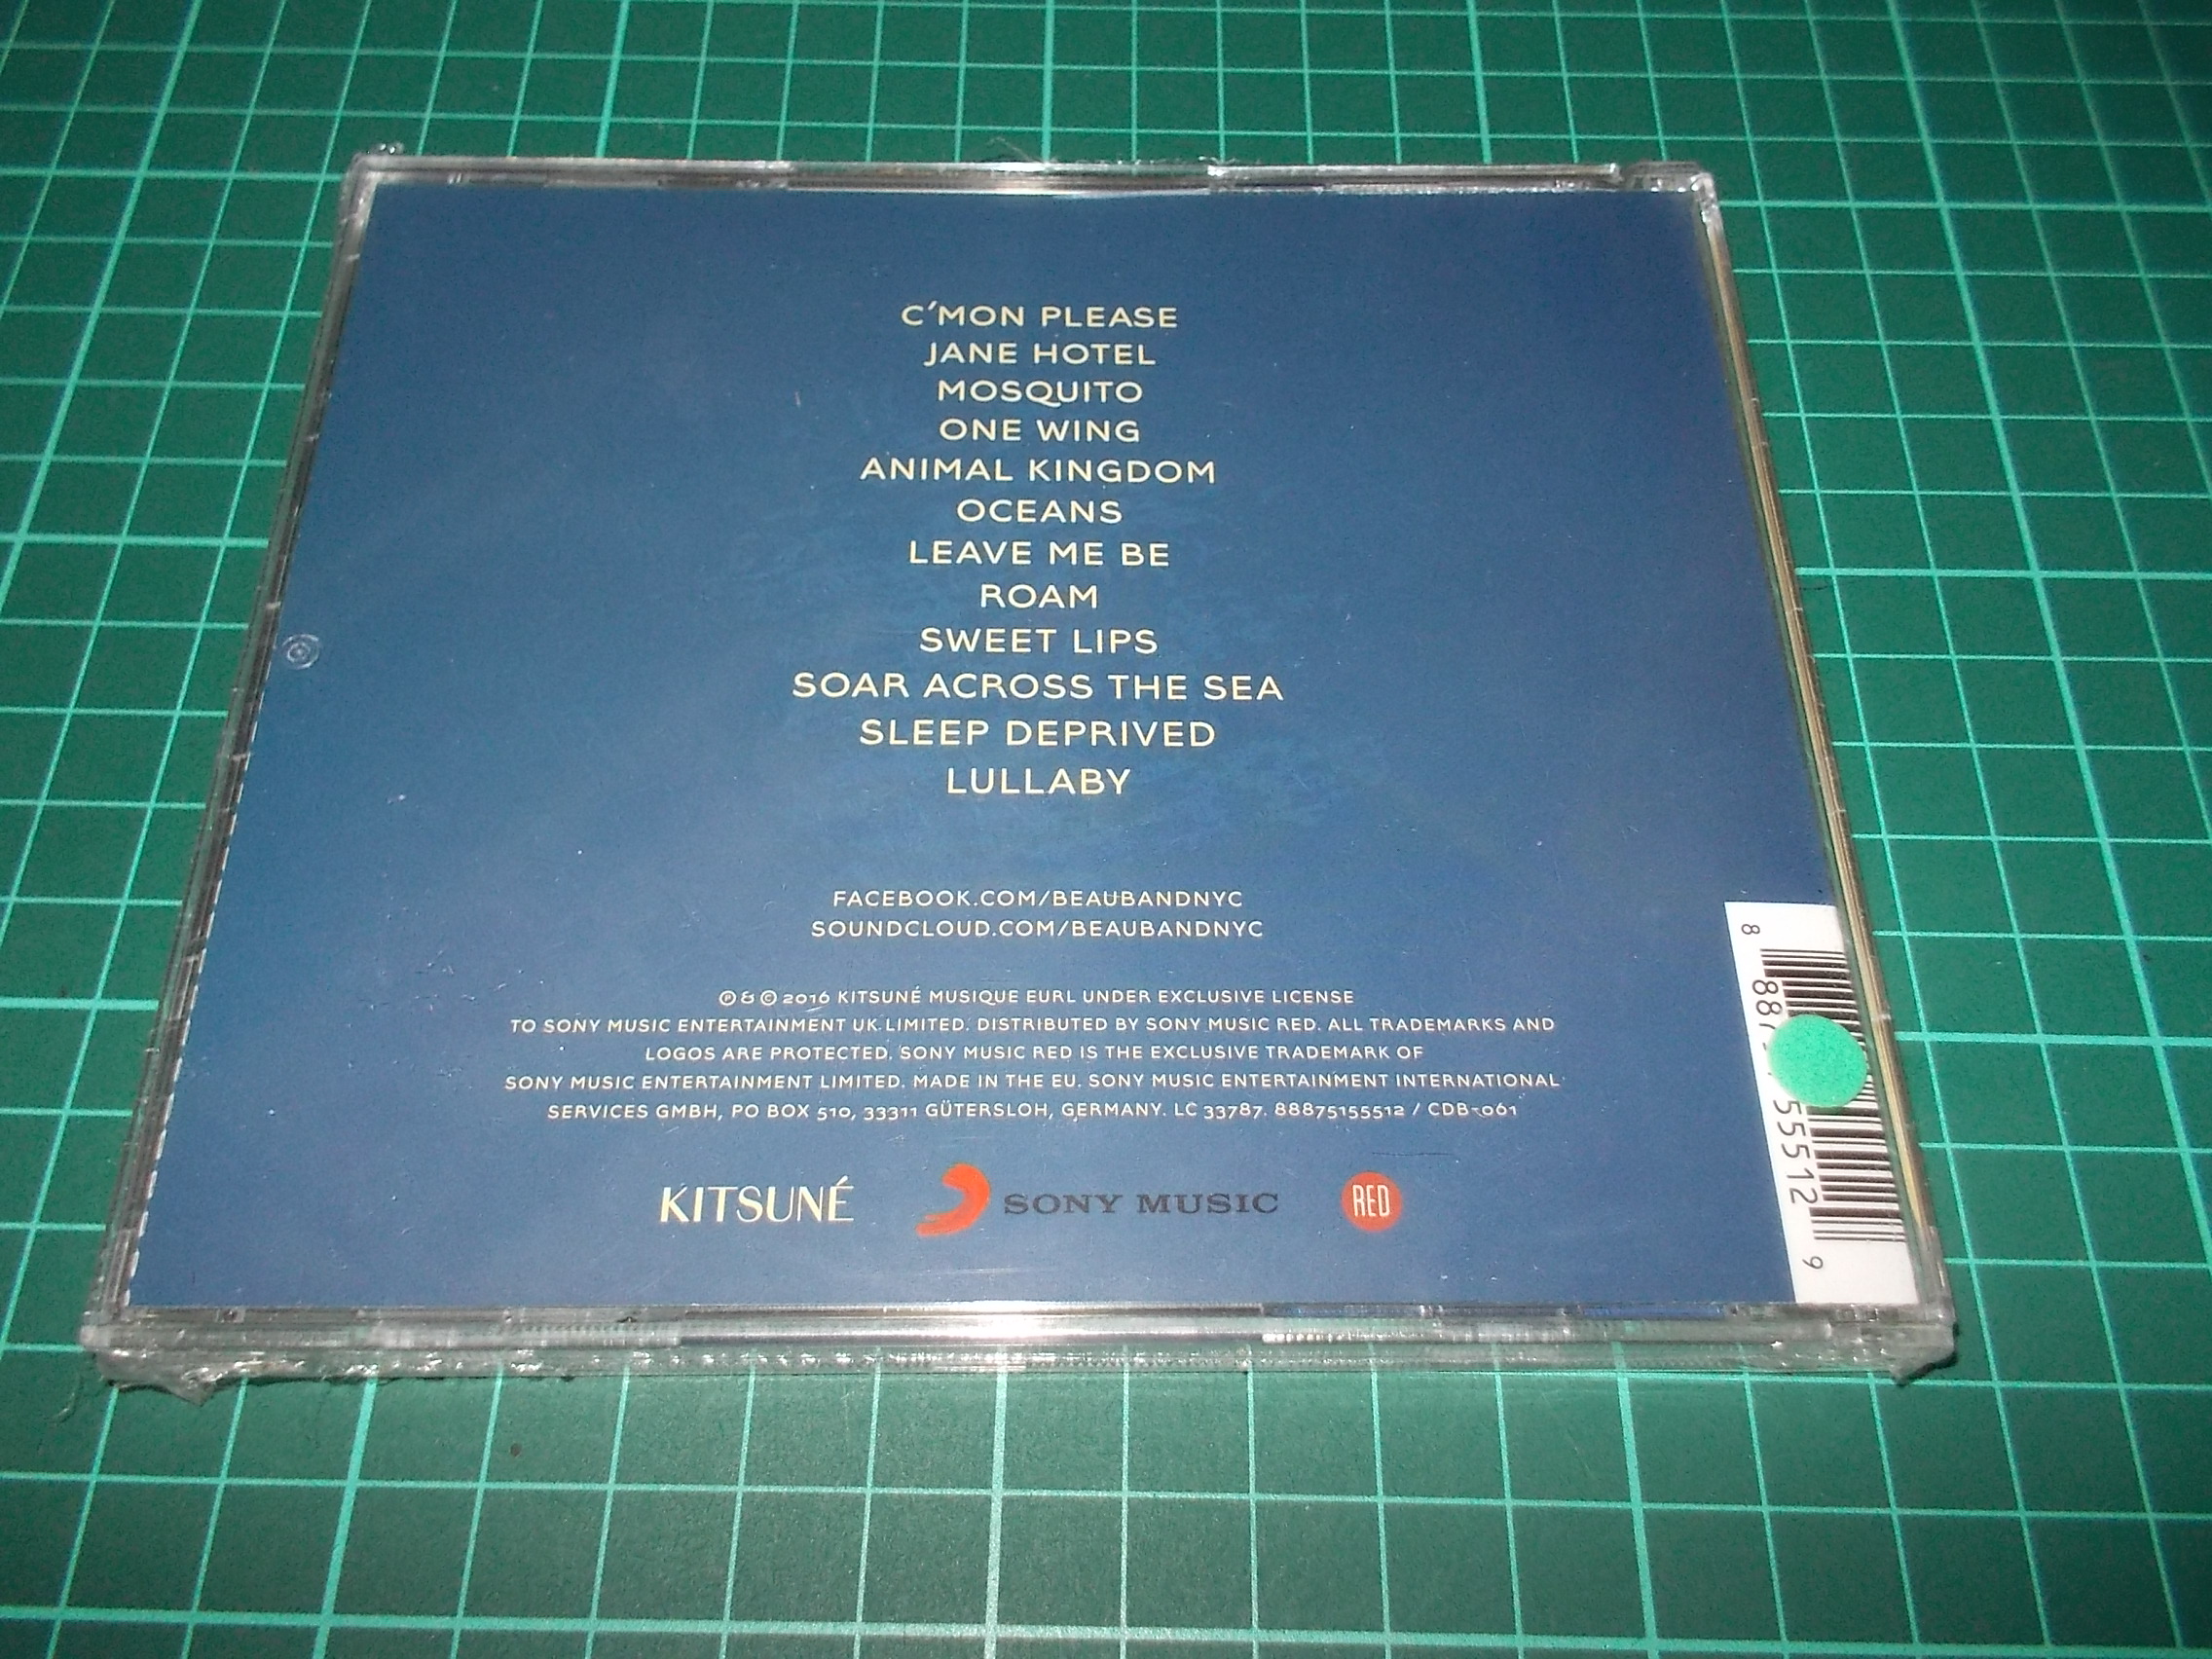 C'MON PLEASE
JANE HOTEL
MOSQUITO
ONE WING
ANIMAL KINGDOM
OCEANS
LEAVE ME BE
ROAM
SWEET LIPS
SOAR ACROSS THE SEA
SLEEP DEPRIVED
LULLABY
FACEBOOK.COM/BEAUBANDNYC
SOUNDCLOUD.COM/BEAUBANDNYC
℗ & © 2016 KITSUNÉ MUSIQUE EURL UNDER EXCLUSIVE LICENSE
TO SONY MUSIC ENTERTAINMENT UK LIMITED. DISTRIBUTED BY SONY MUSIC RED. ALL TRADEMARKS AND
LOGOS ARE PROTECTED. SONY MUSIC RED IS THE EXCLUSIVE TRADEMARK OF
SONY MUSIC ENTERTAINMENT LIMITED. MADE IN THE EU. SONY MUSIC ENTERTAINMENT INTERNATIONAL
SERVICES GMBH, PO BOX 510, 33311 GÜTERSLOH, GERMANY. LC 33787. 88875155512 / CDB-061
KITSUNÉ
SONY MUSIC
RED
8 55512 9